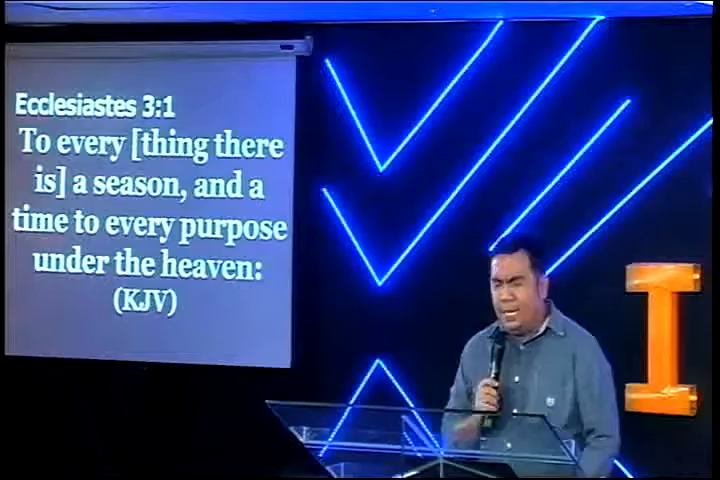 Ecclesiastes 3:1
To every [thing there
is] a season, and a
time to every purpose
under the heaven:
(KJV)
I